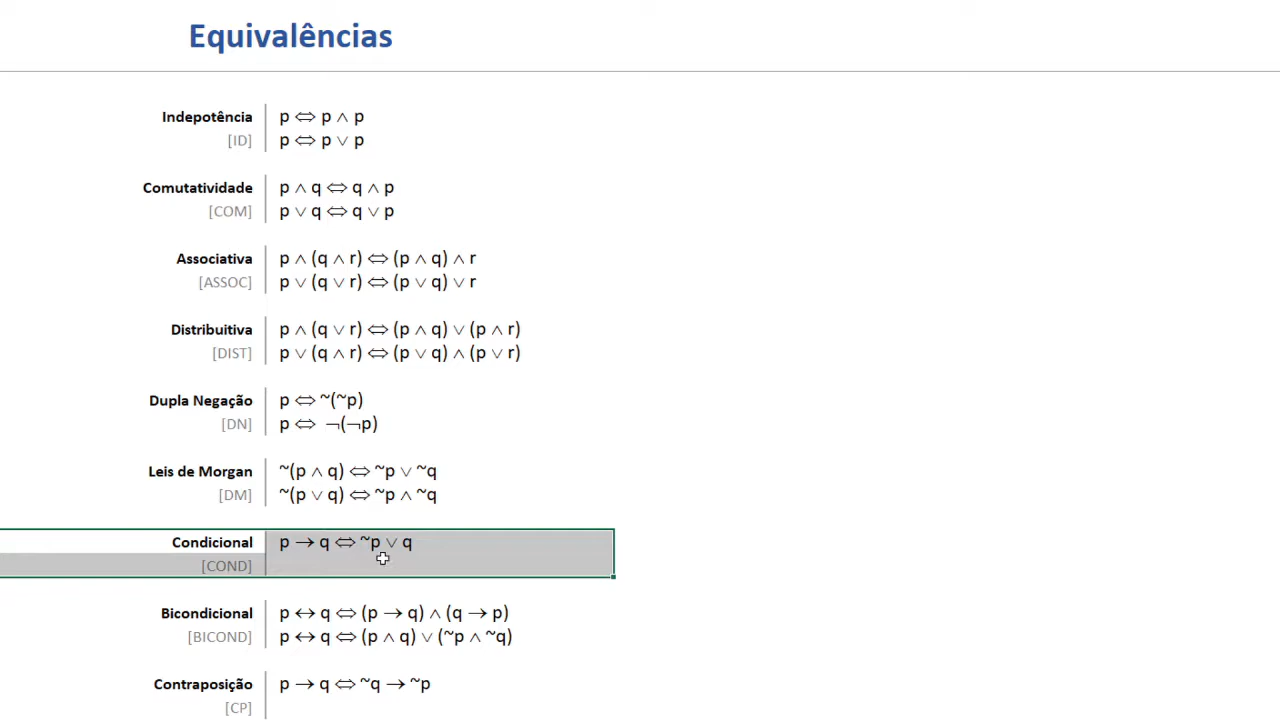 Equivalências
Indepotência p ⇔ p ∧ p
[ID] p ⇔ p ∨ p
Comutatividade p ∧ q ⇔ q ∧ p
[COM] p ∨ q ⇔ q ∨ p
Associativa p ∧ (q ∧ r) ⇔ (p ∧ q) ∧ r
[ASSOC] p ∨ (q ∨ r) ⇔ (p ∨ q) ∨ r
Distribuitiva p ∧ (q ∨ r) ⇔ (p ∧ q) ∨ (p ∧ r)
[DIST] p ∨ (q ∧ r) ⇔ (p ∨ q) ∧ (p ∨ r)
Dupla Negação p ⇔ ~(~p)
[DN] p ⇔ ¬(¬p)
Leis de Morgan ~(p ∧ q) ⇔ ~p ∨ ~q
[DM] ~(p ∨ q) ⇔ ~p ∧ ~q
Condicional p → q ⇔ ~p ∨ q
[COND]
Bicondicional p ↔ q ⇔ (p → q) ∧ (q → p)
[BICOND] p ↔ q ⇔ (p ∧ q) ∨ (~p ∧ ~q)
Contraposição p → q ⇔ ~q → ~p
[CP]